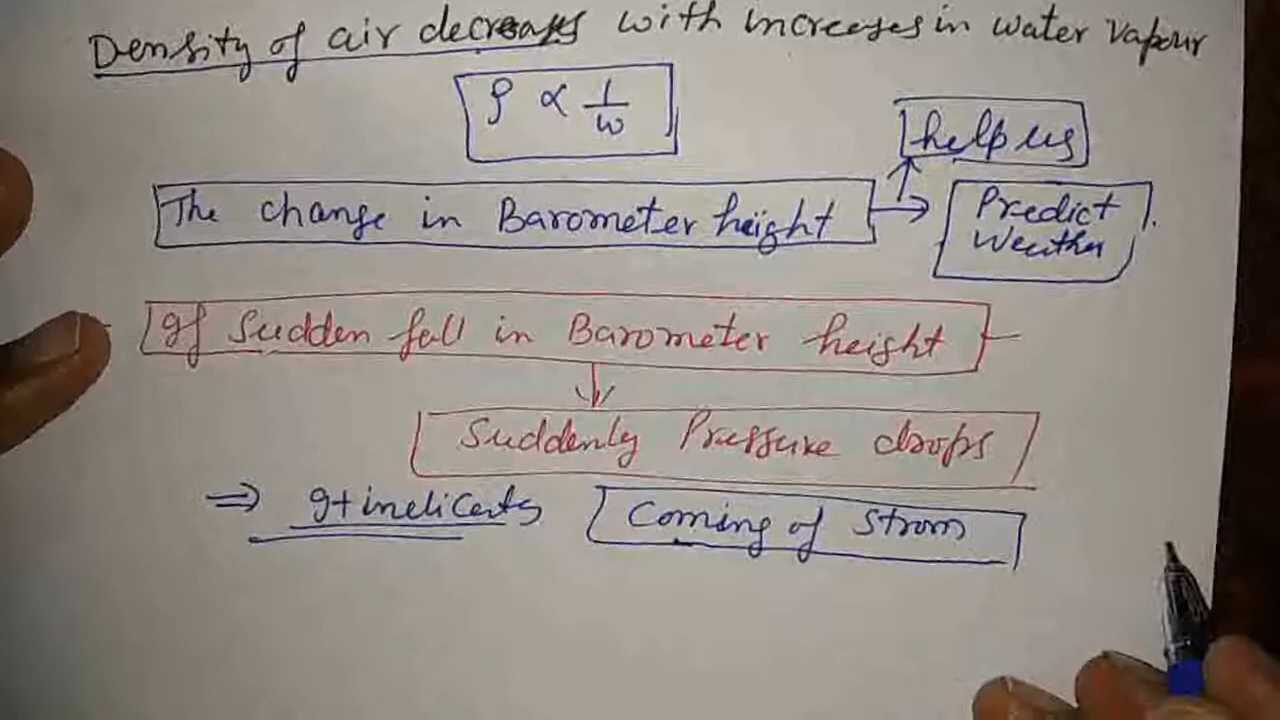 Density of air decreases with increases in water vapour
ρ ∝ 1/ω
help us
The change in Barometer height → Predict Weather
If Sudden fall in Barometer height
Suddenly Pressure drops
⇒ It indicates Coming of Strom